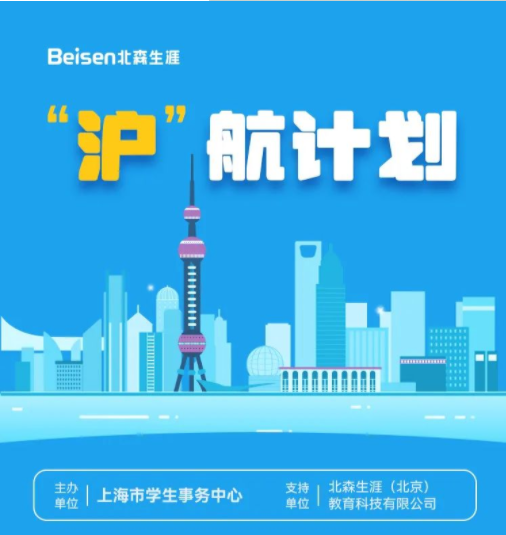 Beisen北森生涯
“沪”航计划
主办单位
上海市学生事务中心
支持单位
北森生涯（北京）
教育科技有限公司